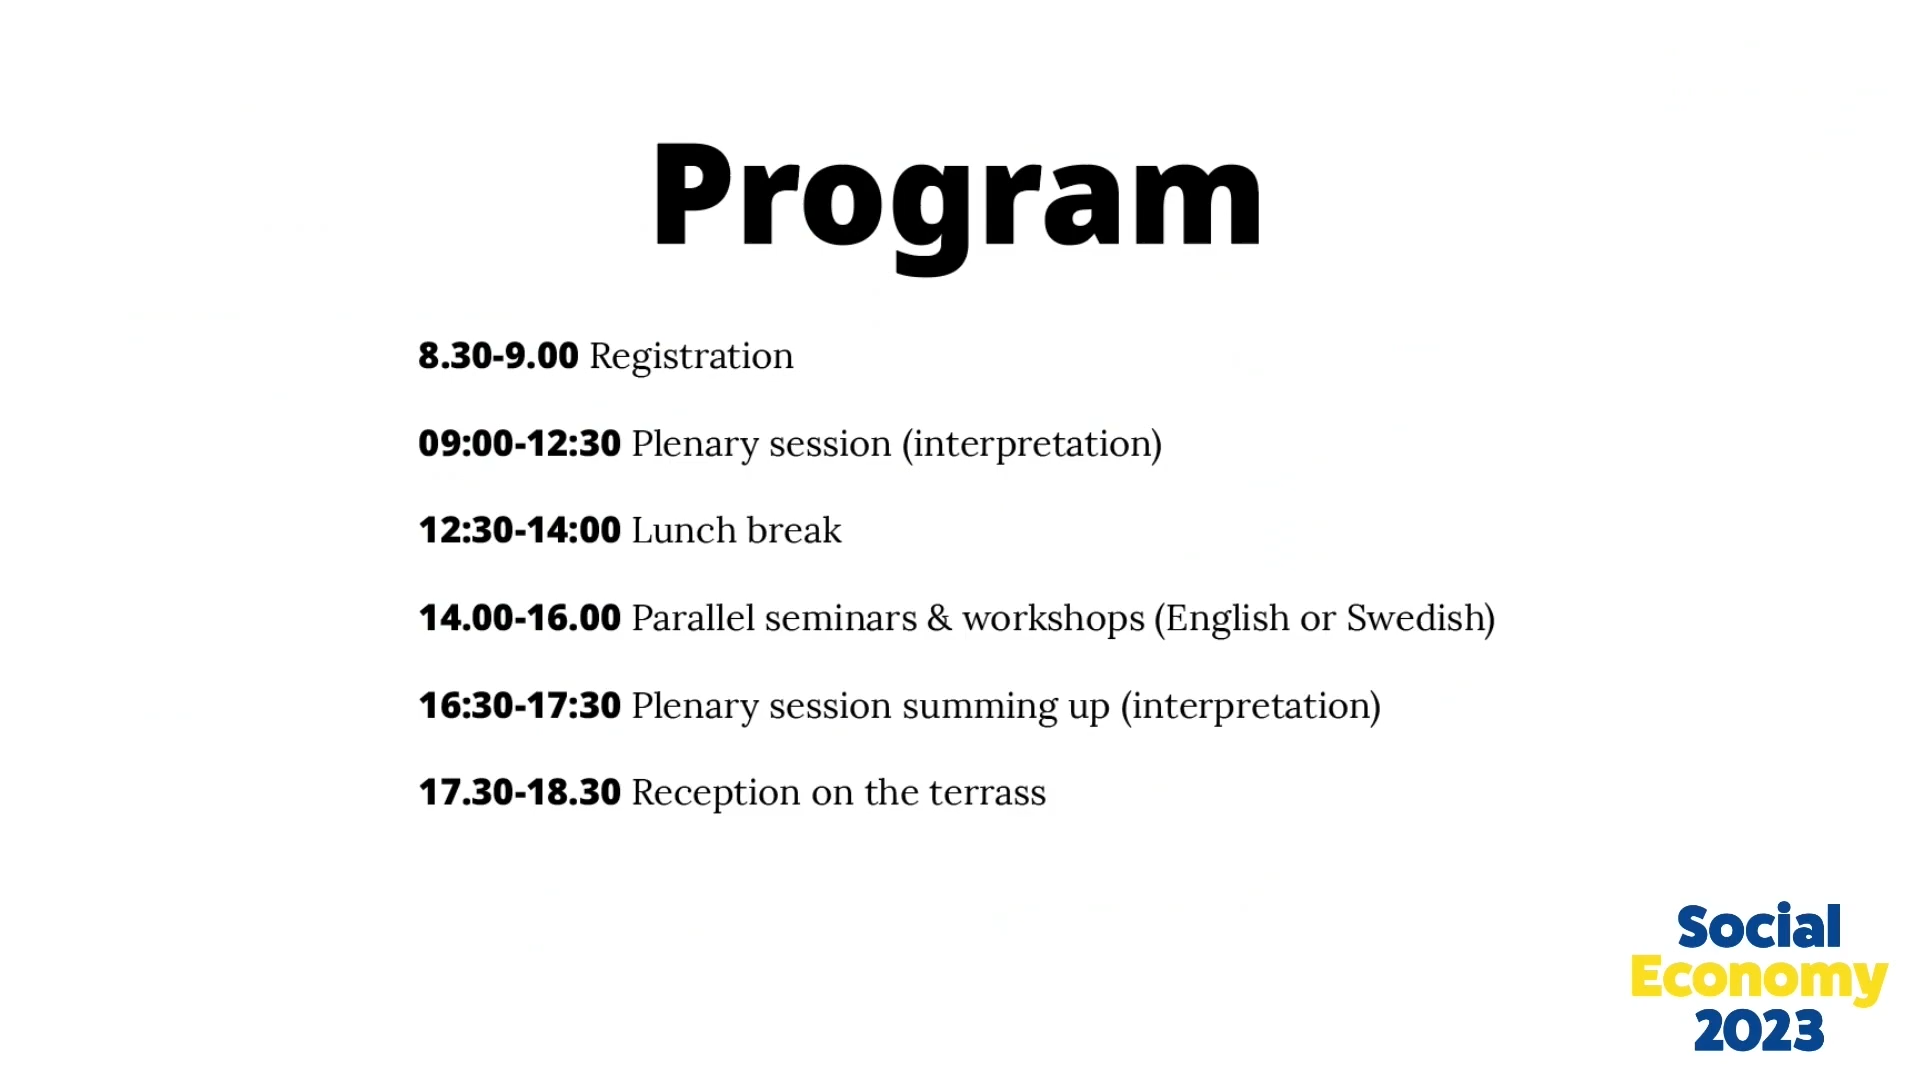 Program
8.30-9.00 Registration
09:00-12:30 Plenary session (interpretation)
12:30-14:00 Lunch break
14.00-16.00 Parallel seminars & workshops (English or Swedish)
16:30-17:30 Plenary session summing up (interpretation)
17.30-18.30 Reception on the terrass
Social
Economy
2023